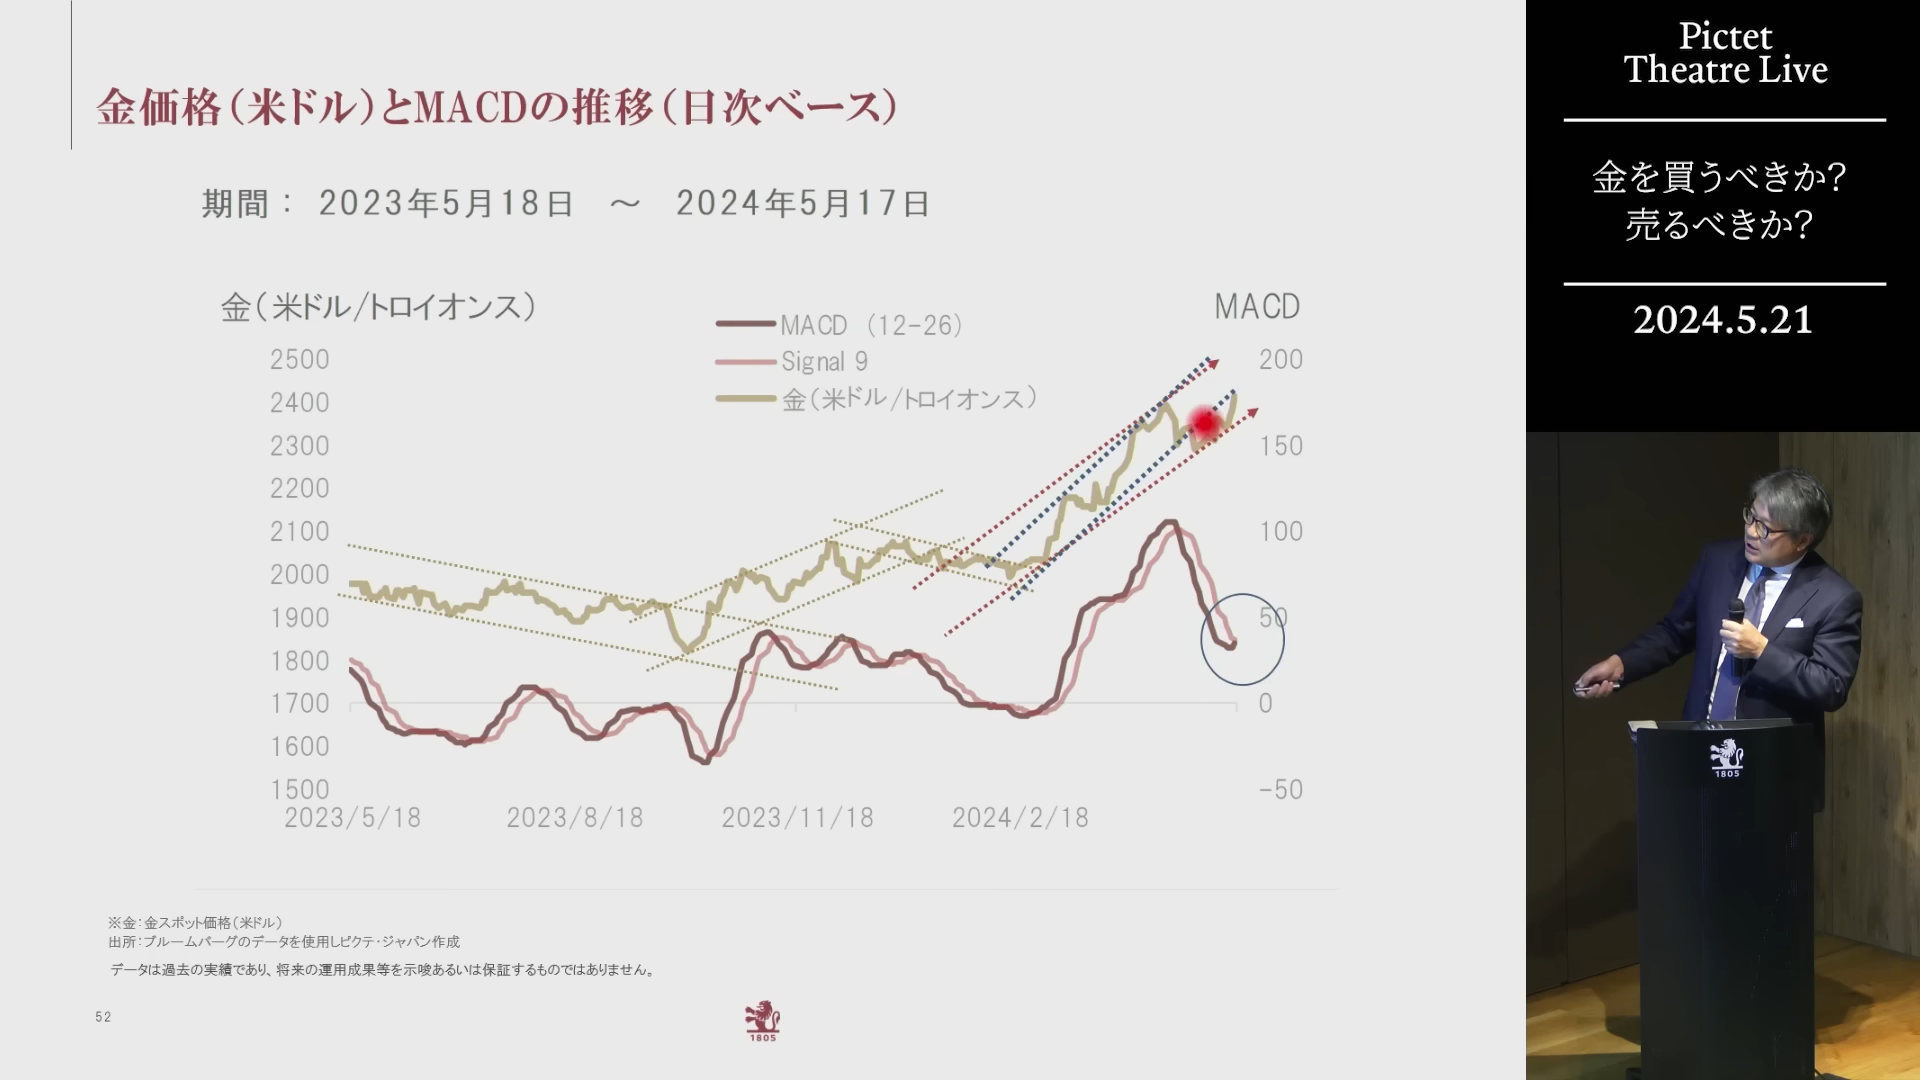 金価格（米ドル）とMACDの推移（日次ベース）
期間： 2023年5月18日 ～ 2024年5月17日
金（米ドル/トロイオンス）
MACD
MACD （12-26）
Signal 9
金（米ドル/トロイオンス）
2500
2400
2300
2200
2100
2000
1900
1800
1700
1600
1500
200
150
100
50
0
-50
2023/5/18 2023/8/18 2023/11/18 2024/2/18
※金：金スポット価格（米ドル）
出所：ブルームバーグのデータを使用しピクテ・ジャパン作成
データは過去の実績であり、将来の運用成果等を示唆あるいは保証するものではありません。
52
1805
Pictet
Theatre Live
金を買うべきか?
売るべきか?
2024.5.21
1805